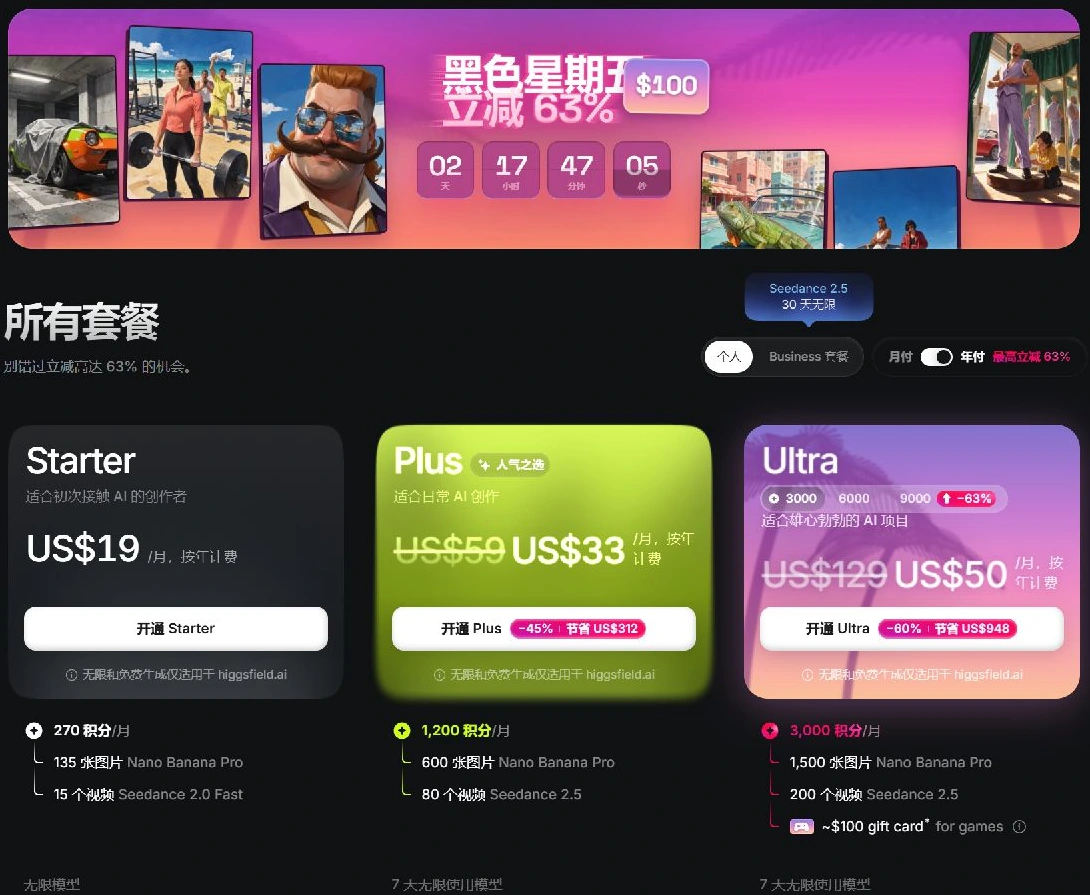 黑色星期五
立减 63%
$100
02 17 47 05
天 小时 分钟 秒
所有套餐
别错过立减高达 63% 的机会。
Seedance 2.5
30 天无限
个人 Business 套餐 月付 年付 最高立减 63%
Starter
适合初次接触 AI 的创作者
US$19 /月，按年计费
开通 Starter
无限和免费生成仅适用于 higgsfield.ai
270 积分/月
135 张图片 Nano Banana Pro
15 个视频 Seedance 2.0 Fast
无限模型
Plus 人气之选
适合日常 AI 创作
US$59 US$33 /月，按年
计费
开通 Plus -45% 节省 US$312
无限和免费生成仅适用于 higgsfield.ai
1,200 积分/月
600 张图片 Nano Banana Pro
80 个视频 Seedance 2.5
7 天无限使用模型
Ultra
3000 6000 9000 -63%
适合雄心勃勃的 AI 项目
US$129 US$50 /月，按
年计费
开通 Ultra -60% 节省 US$948
无限和免费生成仅适用于 higgsfield.ai
3,000 积分/月
1,500 张图片 Nano Banana Pro
200 个视频 Seedance 2.5
~$100 gift card* for games
7 天无限使用模型